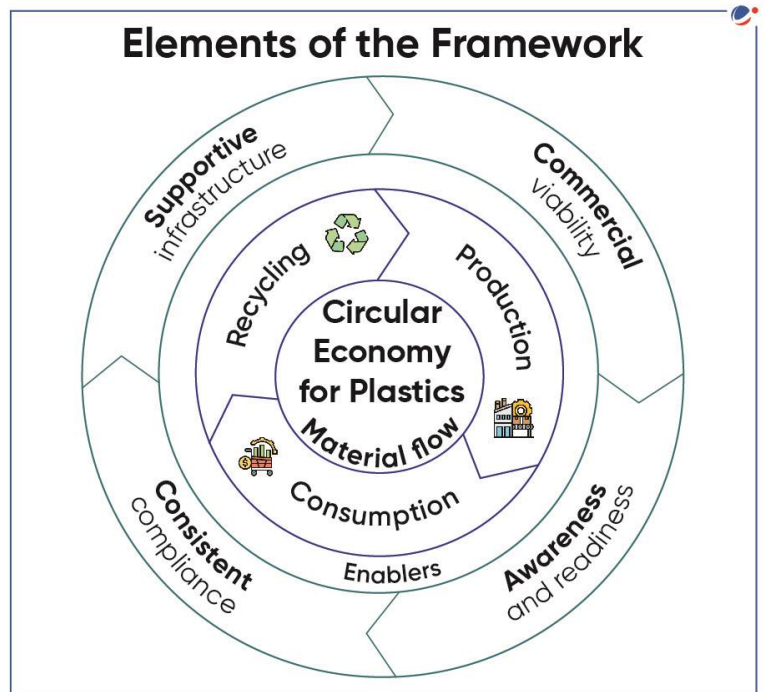 Elements of the Framework
Supportive
infrastructure
Commercial
viability
Recycling
Production
Circular
Economy
for Plastics
Material flow
Consumption
Enablers
Consistent
compliance
Awareness
and readiness